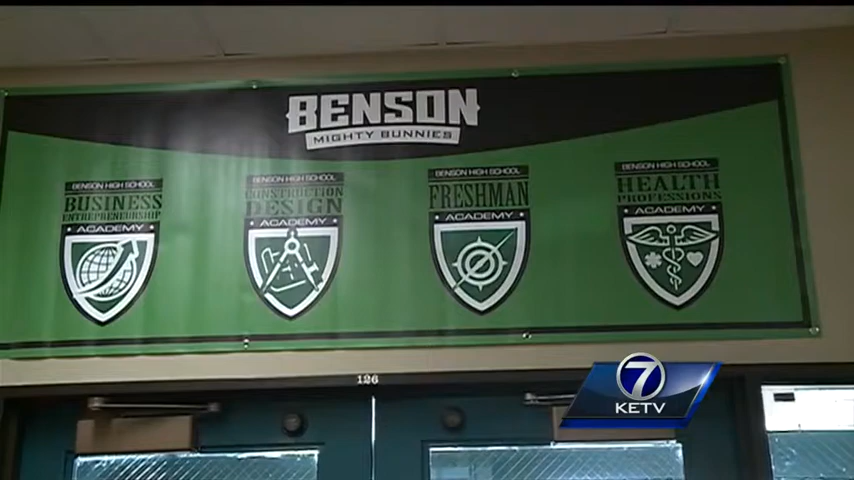 BENSON
MIGHTY BUNNIES
BENSON HIGH SCHOOL
BUSINESS
ENTREPRENEURSHIP
ACADEMY
BENSON HIGH SCHOOL
CONSTRUCTION
DESIGN
ACADEMY
BENSON HIGH SCHOOL
FRESHMAN
ACADEMY
BENSON HIGH SCHOOL
HEALTH
PROFESSIONS
ACADEMY
126
7
KETV